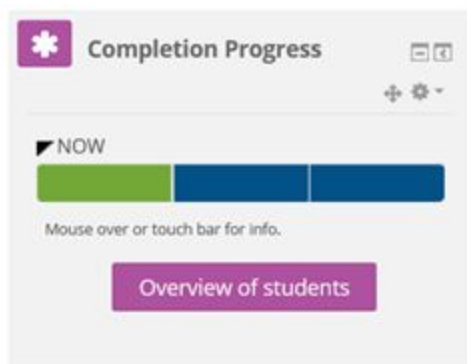 Completion Progress
NOW
Mouse over or touch bar for info.
Overview of students